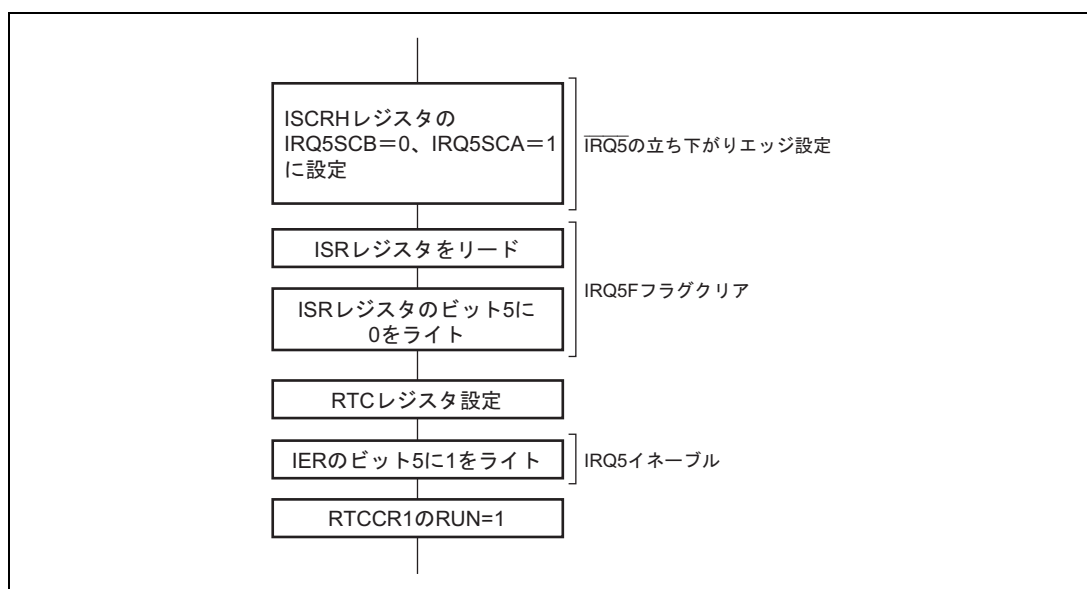 ISCRHレジスタの
IRQ5SCB=0、IRQ5SCA=1
に設定
IRQ5の立ち下がりエッジ設定
ISRレジスタをリード
ISRレジスタのビット5に
0をライト
IRQ5Fフラグクリア
RTCレジスタ設定
IERのビット5に1をライト
IRQ5イネーブル
RTCCR1のRUN=1